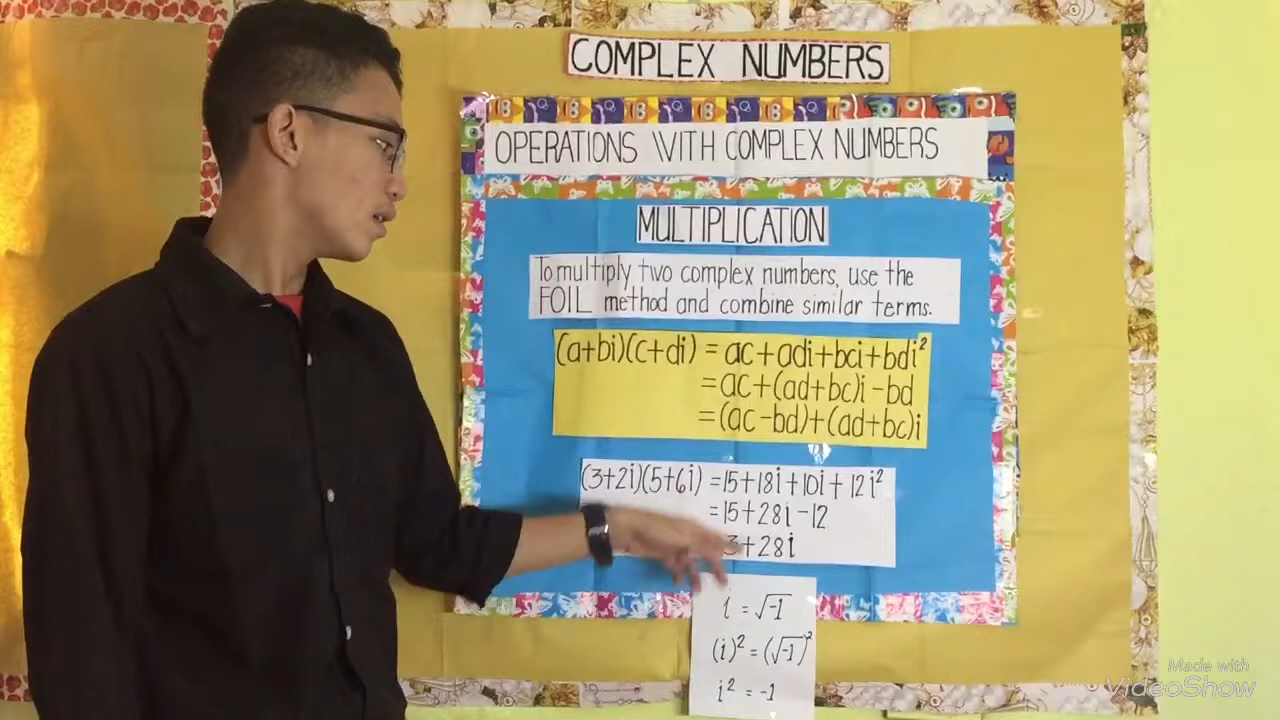 COMPLEX NUMBERS
OPERATIONS WITH COMPLEX NUMBERS
MULTIPLICATION
To multiply two complex numbers, use the
FOIL method and combine similar terms.
(a+bi)(c+di) = ac+adi+bci+bdi²
= ac+(ad+bc)i-bd
= (ac-bd)+(ad+bc)i
(3+2i)(5+6i) = 15+18i+10i+12i²
= 15+28i-12
3+28i
i = √-1
(i)² = (√-1)²
i² = -1
Made with
VideoShow